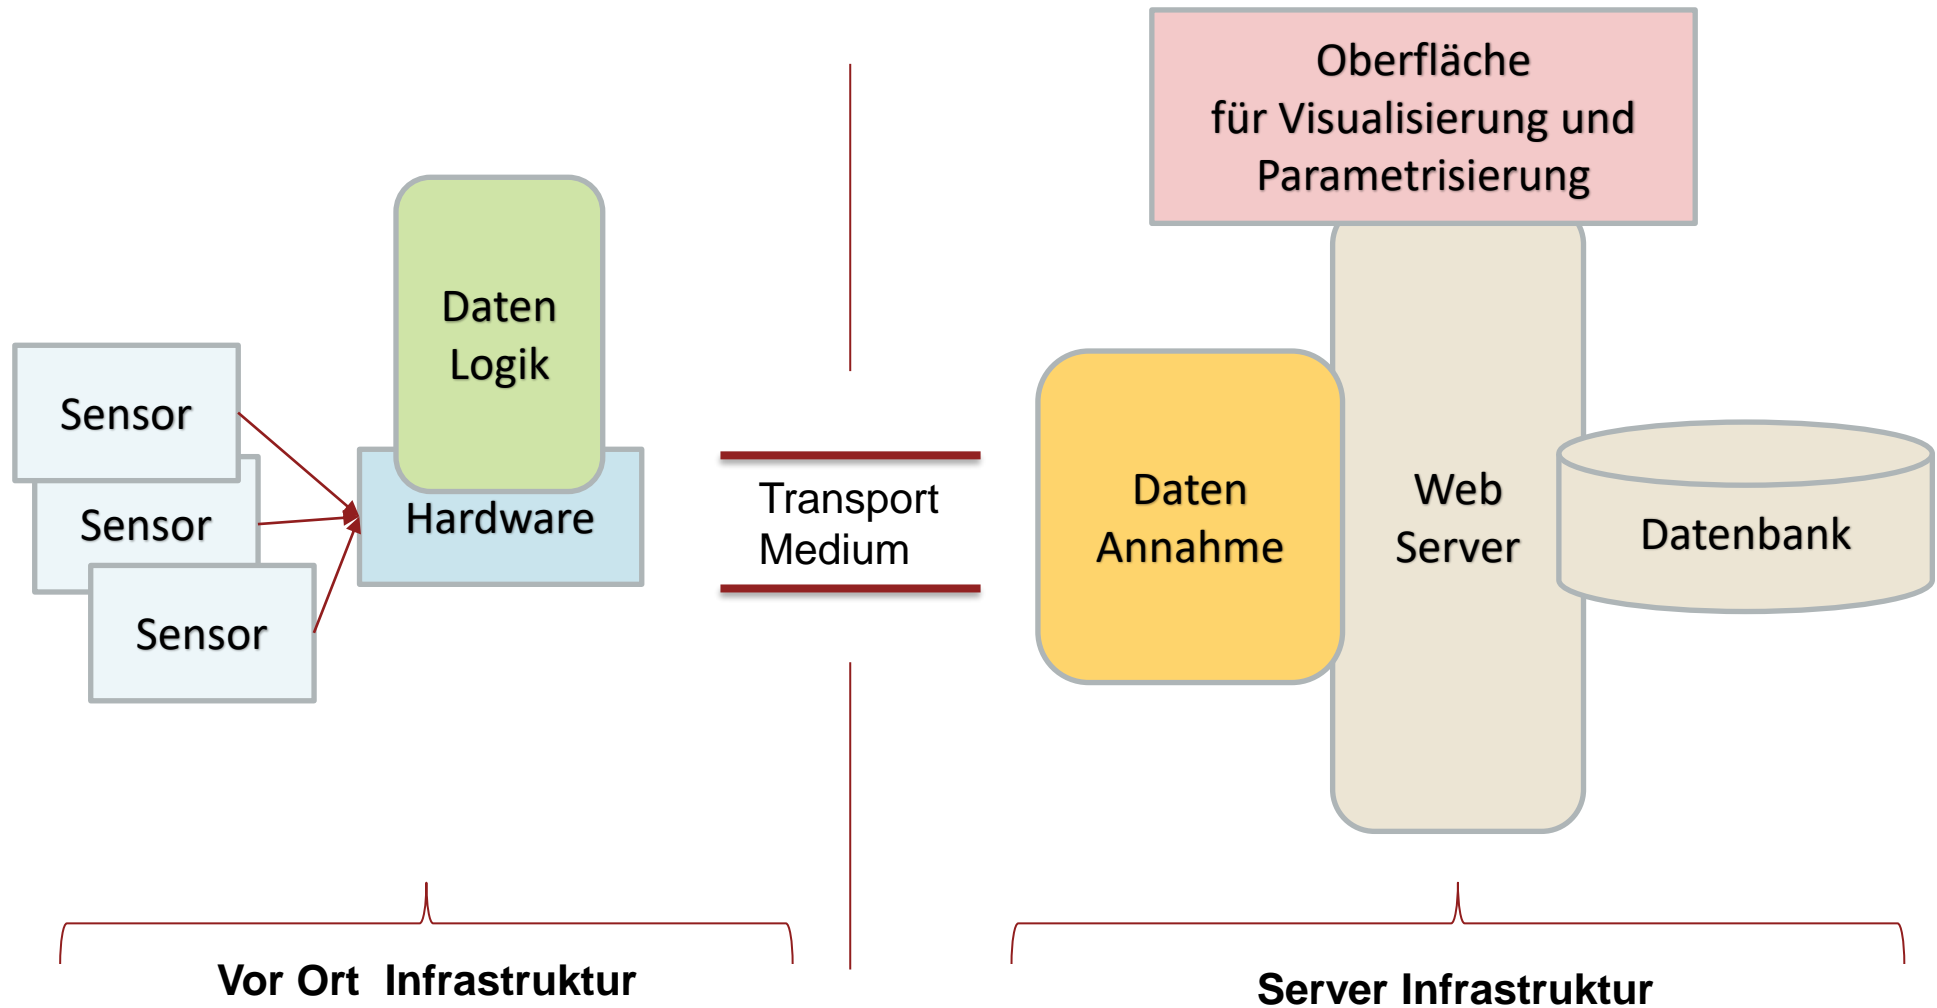 Oberfläche
für Visualisierung und
Parametrisierung
Daten
Logik
Sensor
Sensor
Sensor
Hardware
Transport
Medium
Daten
Annahme
Web
Server
Datenbank
Vor Ort  Infrastruktur
Server Infrastruktur